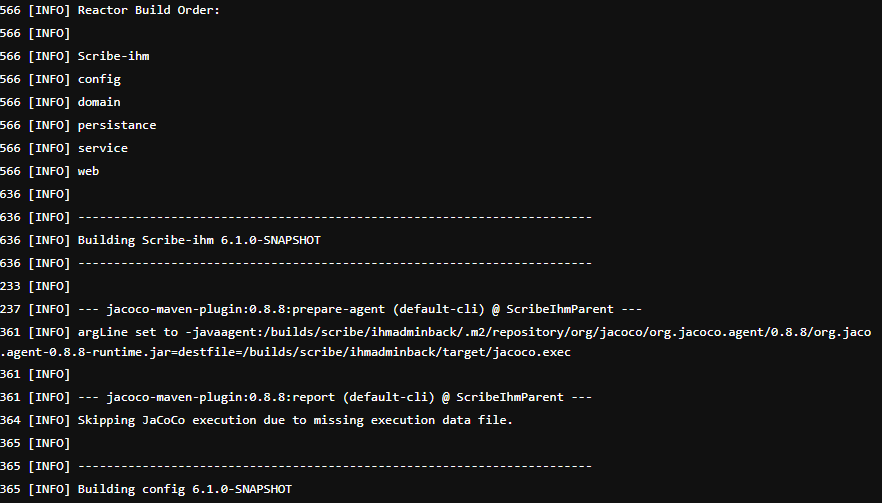 566 [INFO] Reactor Build Order:
566 [INFO]
566 [INFO] Scribe-ihm
566 [INFO] config
566 [INFO] domain
566 [INFO] persistance
566 [INFO] service
566 [INFO] web
636 [INFO]
636 [INFO] ------------------------------------------------------------------------
636 [INFO] Building Scribe-ihm 6.1.0-SNAPSHOT
636 [INFO] ------------------------------------------------------------------------
233 [INFO]
237 [INFO] --- jacoco-maven-plugin:0.8.8:prepare-agent (default-cli) @ ScribeIhmParent ---
361 [INFO] argLine set to -javaagent:/builds/scribe/ihmadminback/.m2/repository/org/jacoco/org.jacoco.agent/0.8.8/org.jaco
.agent-0.8.8-runtime.jar=destfile=/builds/scribe/ihmadminback/target/jacoco.exec
361 [INFO]
361 [INFO] --- jacoco-maven-plugin:0.8.8:report (default-cli) @ ScribeIhmParent ---
364 [INFO] Skipping JaCoCo execution due to missing execution data file.
365 [INFO]
365 [INFO] ------------------------------------------------------------------------
365 [INFO] Building config 6.1.0-SNAPSHOT